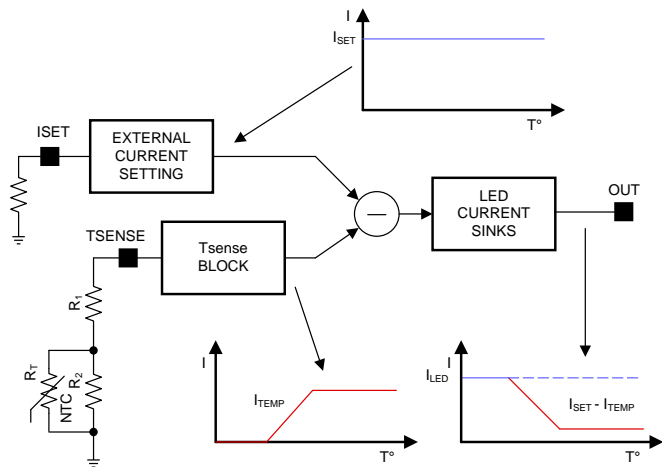 I
ISET
T°
ISET
EXTERNAL
CURRENT
SETTING
TSENSE
Tsense
BLOCK
—
LED
CURRENT
SINKS
OUT
R1
RT
NTC
R2
I
ITEMP
T°
I
ILED
ISET - ITEMP
T°